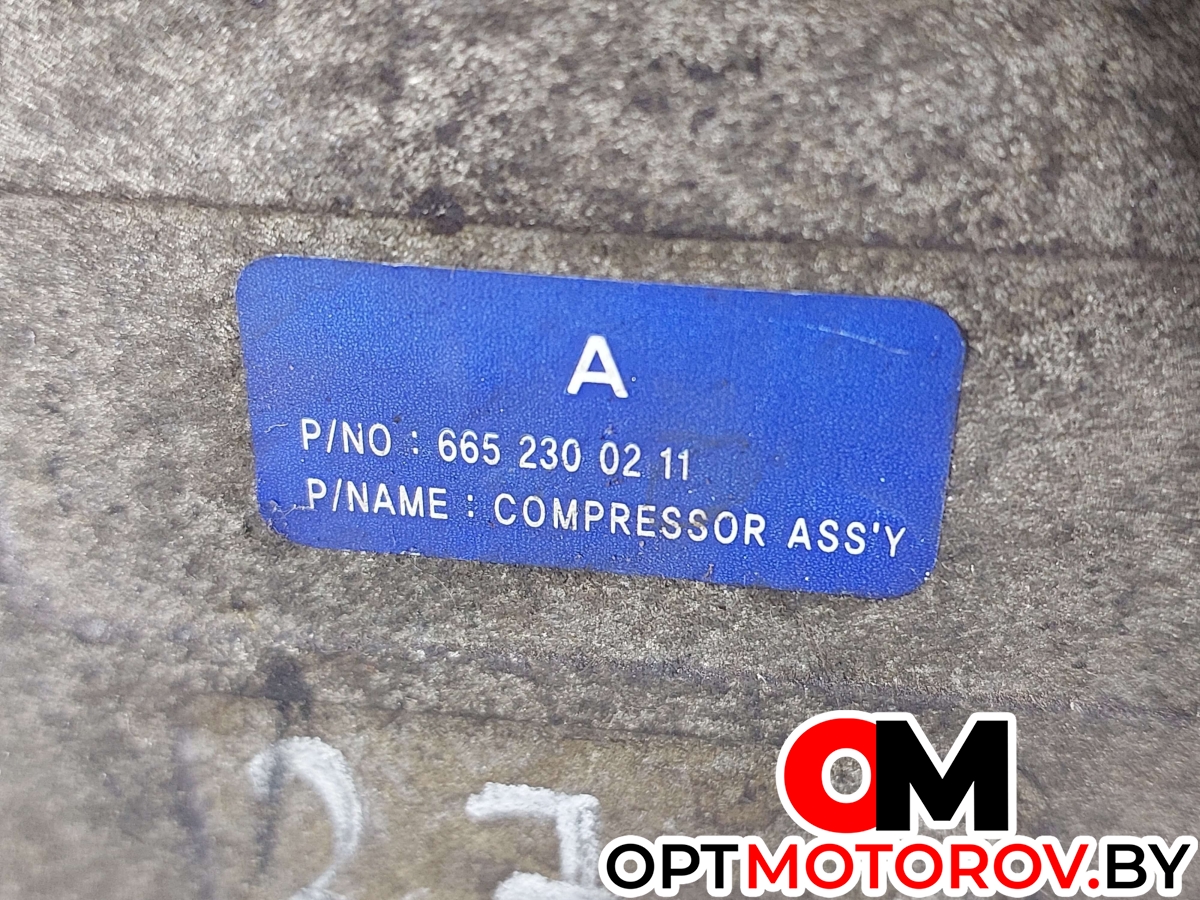 A
P/NO : 665 230 02 11
P/NAME : COMPRESSOR ASS'Y
OM
OPTMOTOROV.BY